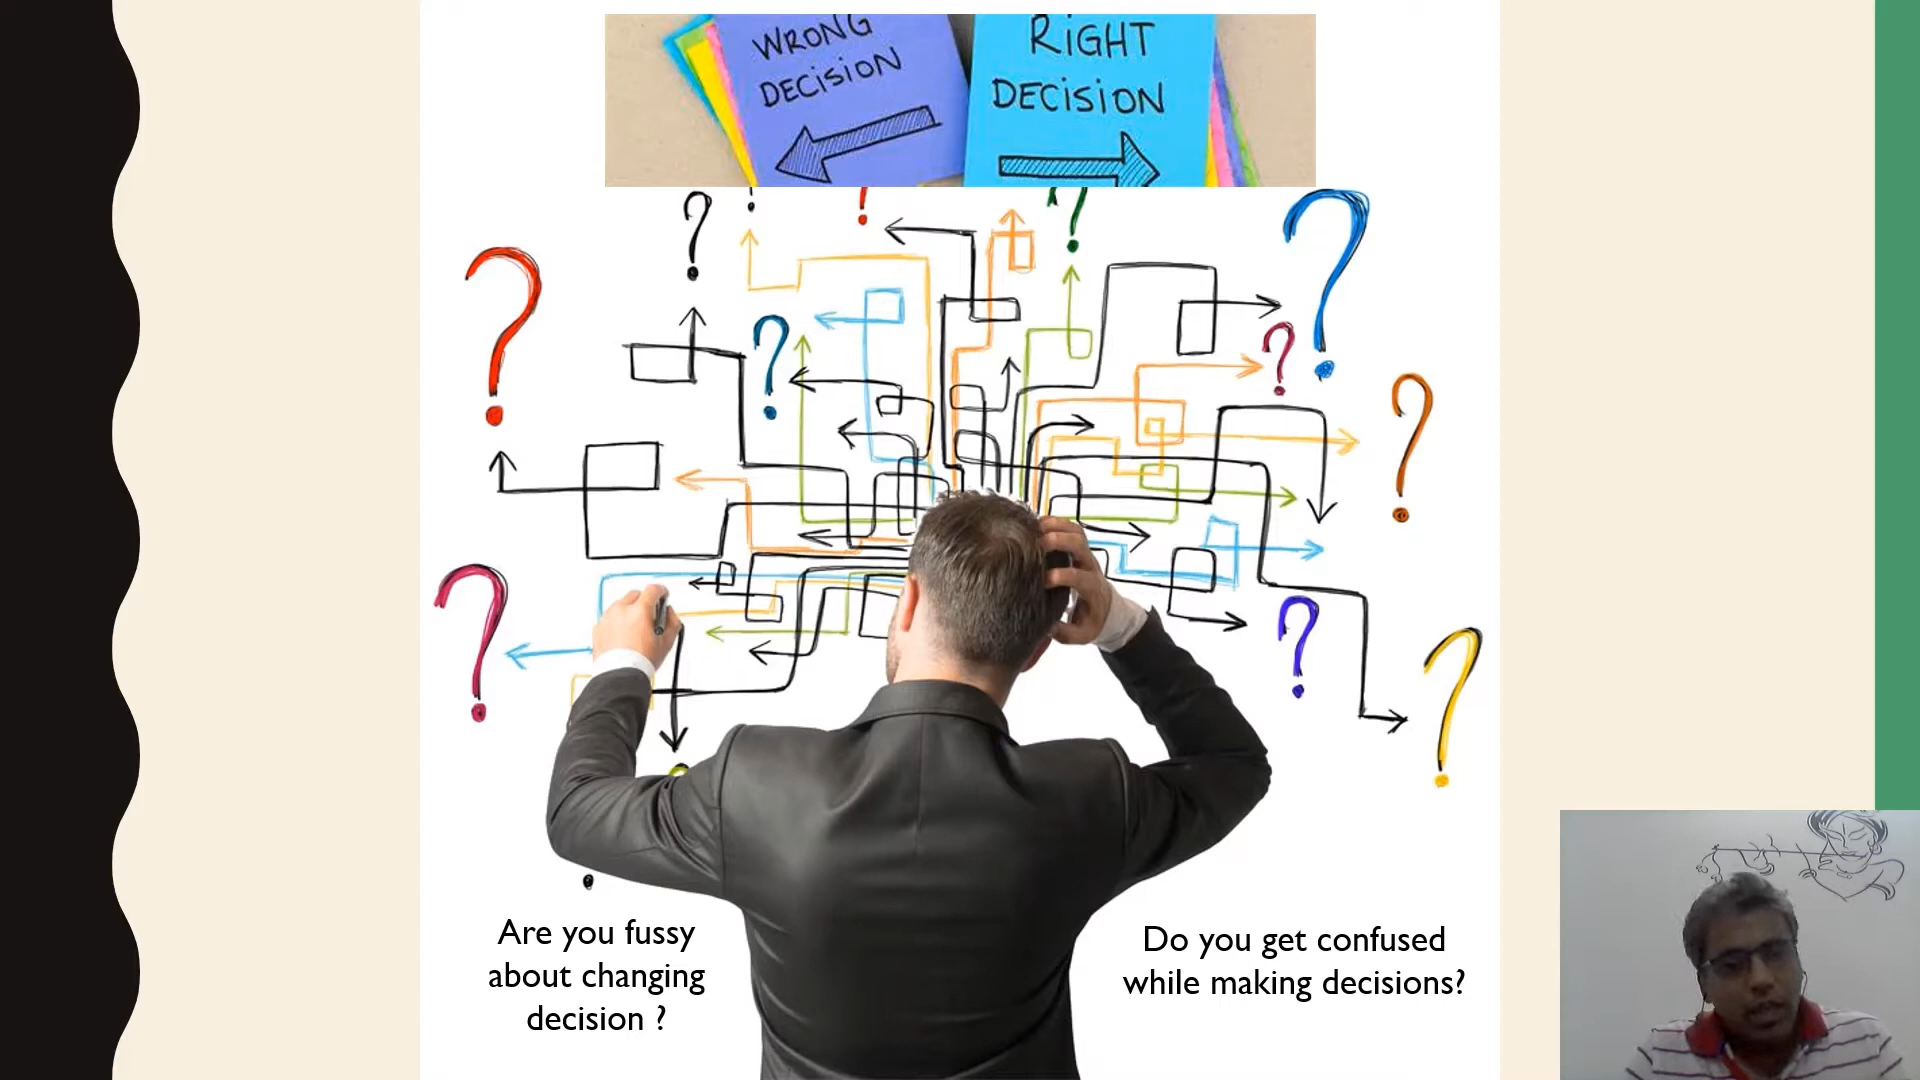 WRONG
DECISION
RIGHT
DECISION
Are you fussy
about changing
decision ?
Do you get confused
while making decisions?